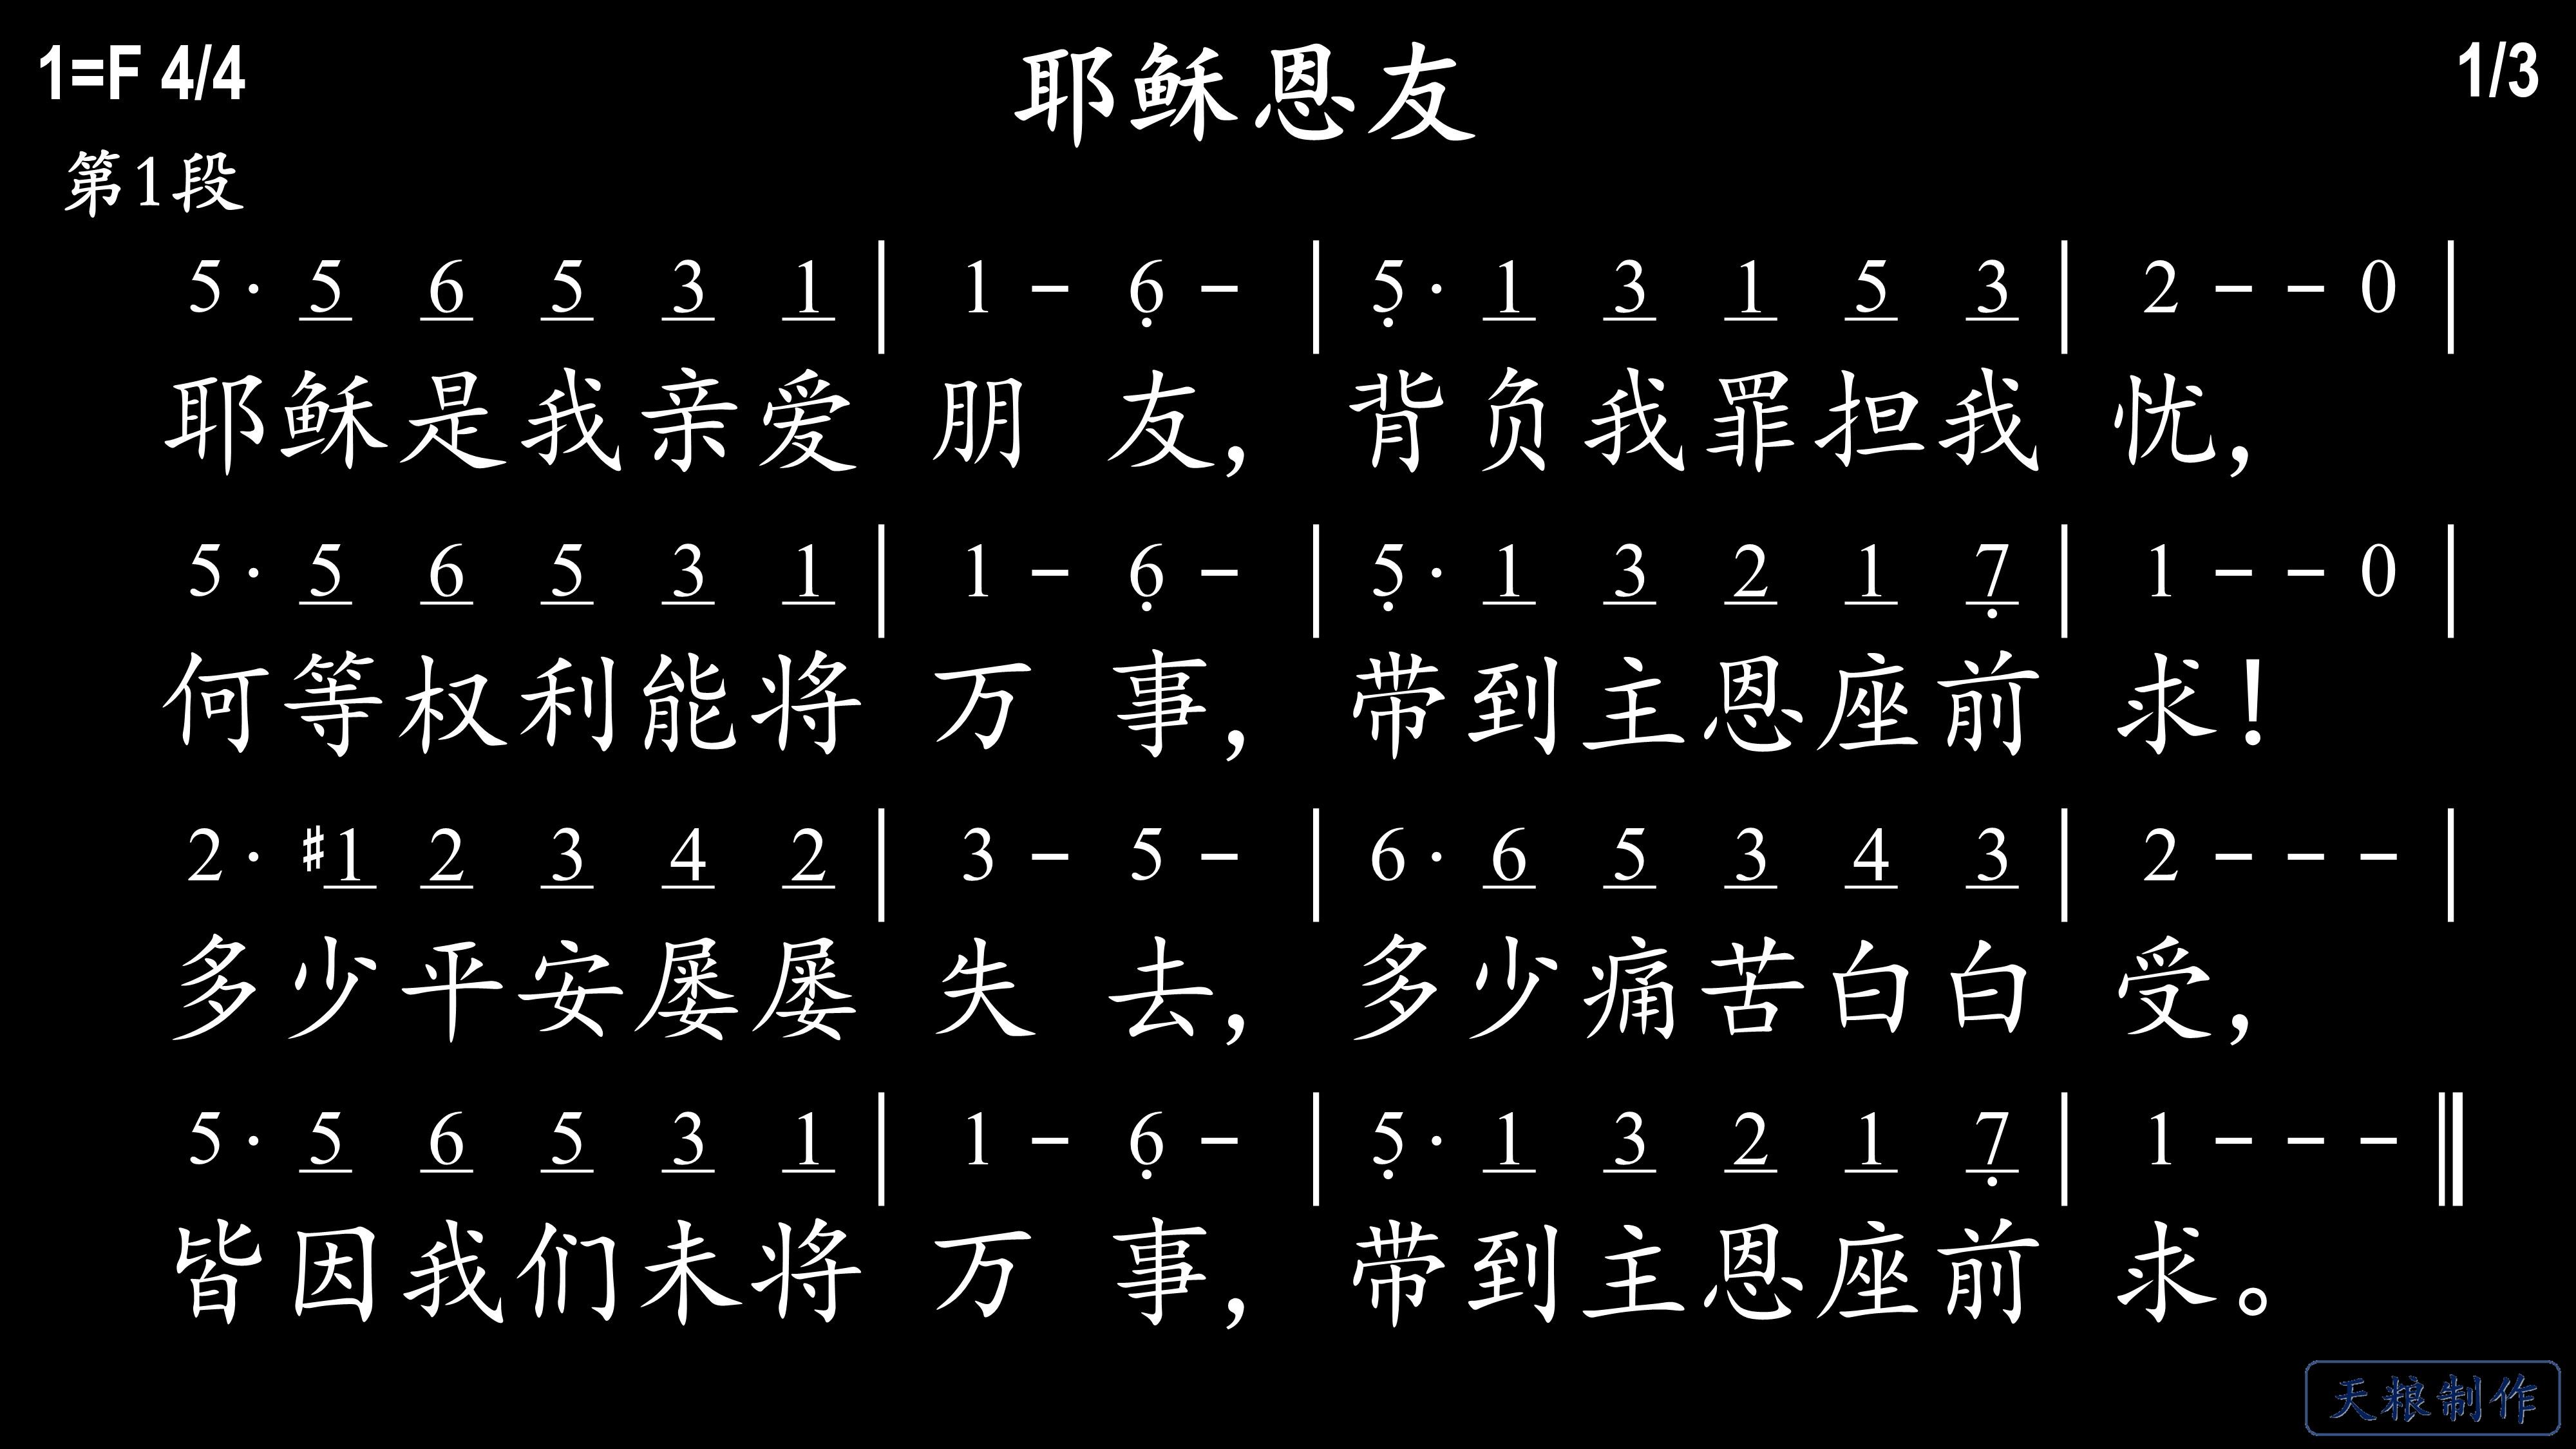 1=F 4/4
耶稣恩友
1/3
第1段
5· 5 6 5 3 1 | 1 – 6̣ – | 5̣· 1 3 1 5 3 | 2 – – 0 |
耶稣是我亲爱 朋 友， 背负我罪担我 忧，
5· 5 6 5 3 1 | 1 – 6̣ – | 5̣· 1 3 2 1 7̣ | 1 – – 0 |
何等权利能将 万 事， 带到主恩座前 求！
2· ♯1 2 3 4 2 | 3 – 5 – | 6· 6 5 3 4 3 | 2 – – – |
多少平安屡屡 失 去， 多少痛苦白白 受，
5· 5 6 5 3 1 | 1 – 6̣ – | 5̣· 1 3 2 1 7̣ | 1 – – – ‖
皆因我们未将 万 事， 带到主恩座前 求。
天粮制作